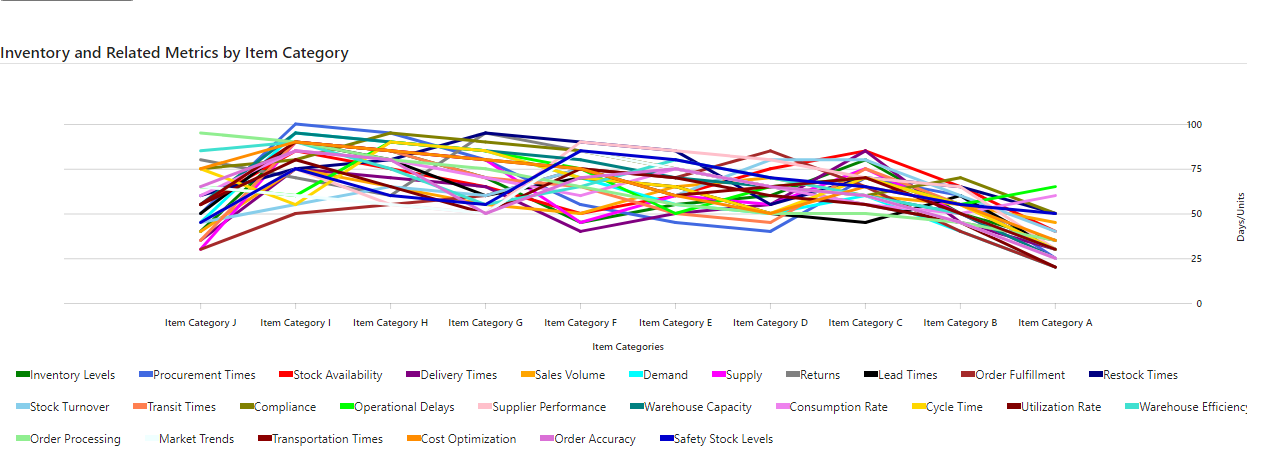 Inventory and Related Metrics by Item Category
100
75
50
25
0
Days/Units
Item Category J Item Category I Item Category H Item Category G Item Category F Item Category E Item Category D Item Category C Item Category B Item Category A
Item Categories
Inventory Levels Procurement Times Stock Availability Delivery Times Sales Volume Demand Supply Returns Lead Times Order Fulfillment Restock Times
Stock Turnover Transit Times Compliance Operational Delays Supplier Performance Warehouse Capacity Consumption Rate Cycle Time Utilization Rate Warehouse Efficiency
Order Processing Market Trends Transportation Times Cost Optimization Order Accuracy Safety Stock Levels